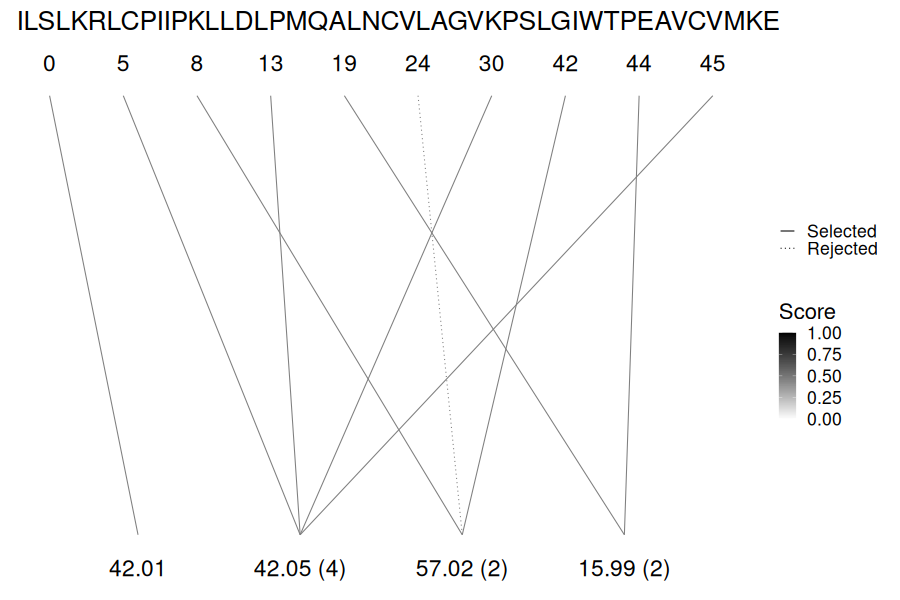 ILSLKRLCPIIPKLLDLPMQALNCVLAGVKPSLGIWTPEAVCVMKE
0 5 8 13 19 24 30 42 44 45
Selected
Rejected
Score
1.00
0.75
0.50
0.25
0.00
42.01 42.05 (4) 57.02 (2) 15.99 (2)